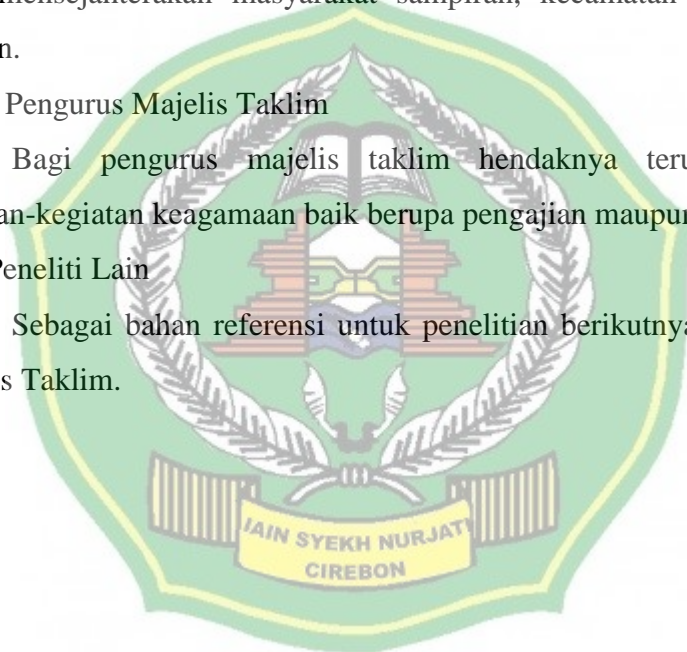 mensejahterakan masyarakat sampiran, kecamatan
n.
Pengurus Majelis Taklim
Bagi pengurus majelis taklim hendaknya teru
an-kegiatan keagamaan baik berupa pengajian maupun
Peneliti Lain
Sebagai bahan referensi untuk penelitian berikutnya
s Taklim.
IAIN SYEKH NURJATI
CIREBON